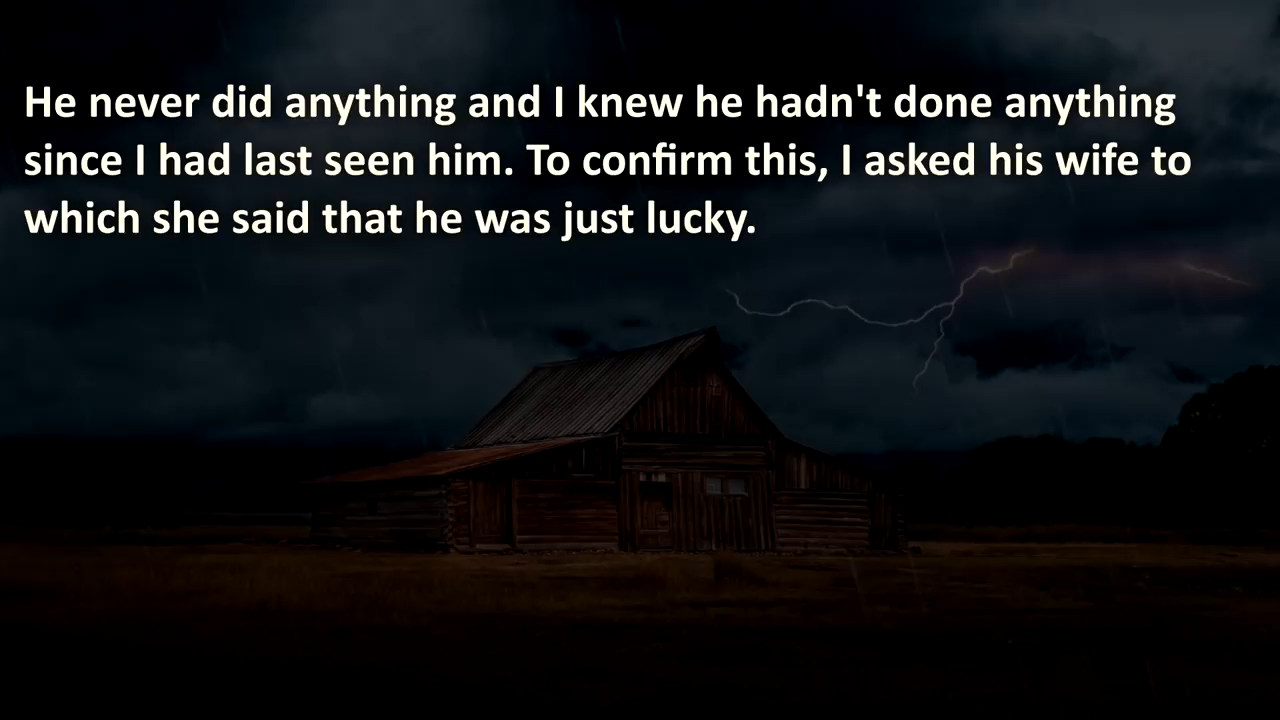 He never did anything and I knew he hadn't done anything
since I had last seen him. To confirm this, I asked his wife to
which she said that he was just lucky.